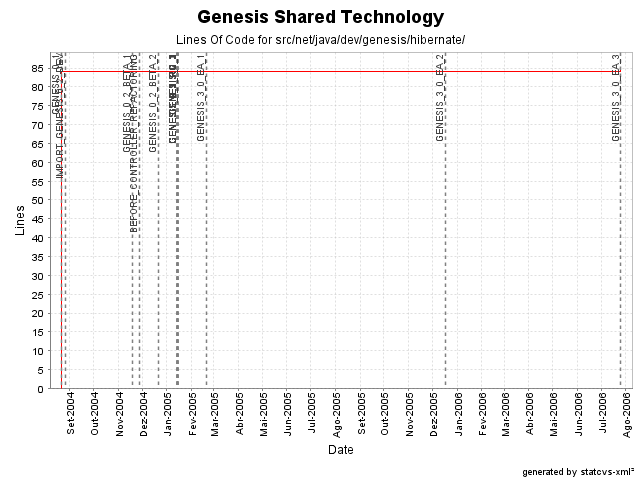 Genesis Shared Technology
Lines Of Code for src/net/java/dev/genesis/hibernate/
GENESIS_0_2_BETA_1
BEFORE_CONTROLLER_REFACTORING
GENESIS_0_2_BETA_2
GENESIS_3_0_EA_1
GENESIS_3_0_EA_2
GENESIS_3_0_EA_3
Lines
85
80
75
70
65
60
55
50
45
40
35
30
25
20
15
10
5
0
Set-2004
Out-2004
Nov-2004
Dez-2004
Jan-2005
Fev-2005
Mar-2005
Abr-2005
Mai-2005
Jun-2005
Jul-2005
Ago-2005
Set-2005
Out-2005
Nov-2005
Dez-2005
Jan-2006
Fev-2006
Mar-2006
Abr-2006
Mai-2006
Jun-2006
Jul-2006
Ago-2006
Date
generated by statcvs-xml²